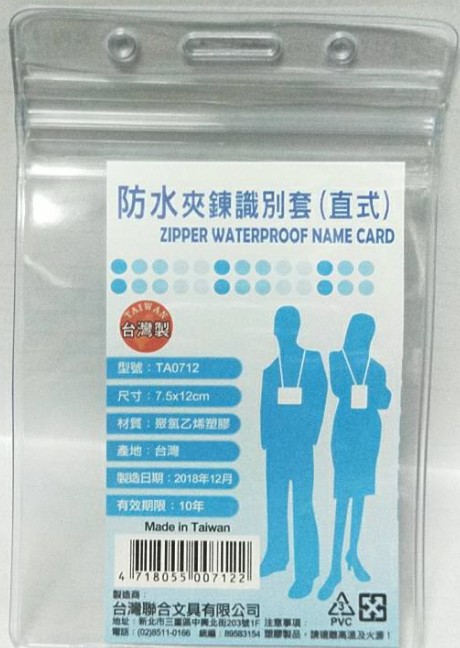 防水夾鍊識別套(直式)
ZIPPER WATERPROOF NAME CARD
TAIWAN
台灣製
型號：TA0712
尺寸：7.5x12cm
材質：聚氯乙烯塑膠
產地：台灣
製造日期：2018年12月
有效期限：10年
Made in Taiwan
4 718055 007122
製造商：
台灣聯合文具有限公司
地址：新北市三重區中興北街203號1F 注意事項：
電話：(02)8511-0166 統編：89583154 塑膠製品，請遠離高溫及火源！
3
PVC